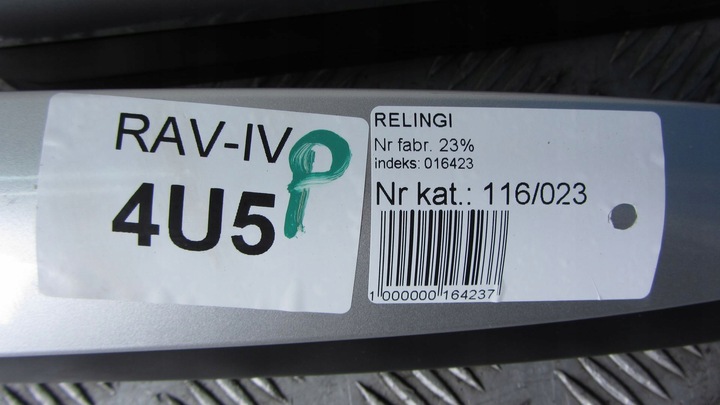 RAV-IV P
4U5
RELINGI
Nr fabr. 23%
indeks: 016423
Nr kat.: 116/023
1 000000 164237